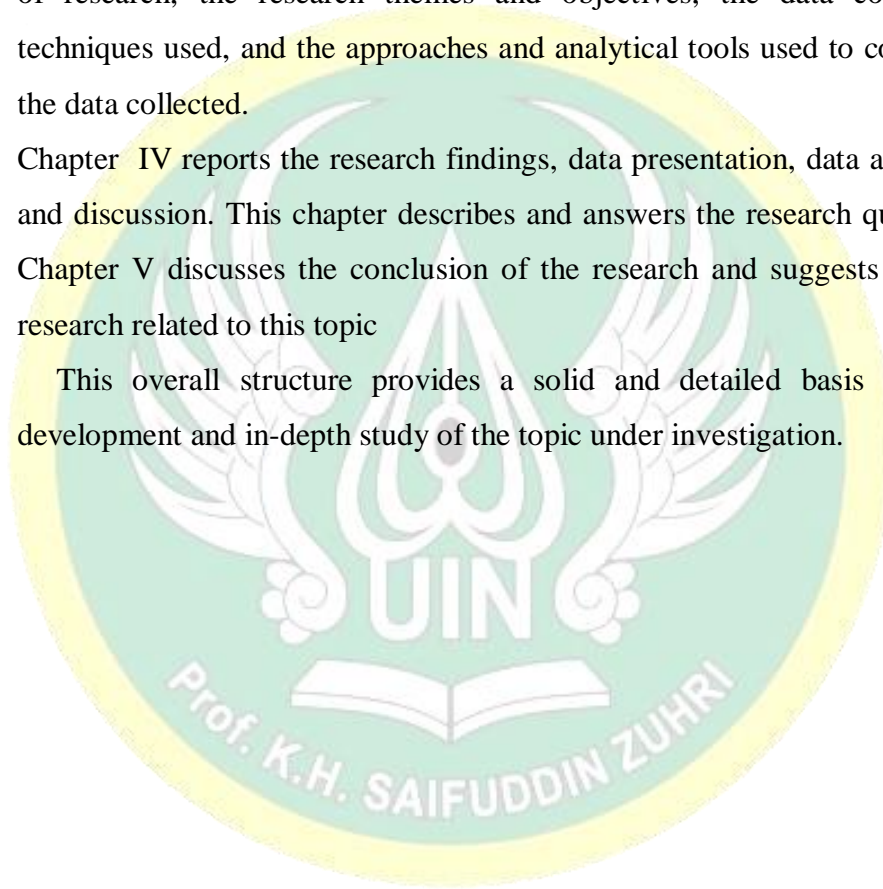 of research, the research themes and objectives, the data co
techniques used, and the approaches and analytical tools used to co
the data collected.
Chapter IV reports the research findings, data presentation, data a
and discussion. This chapter describes and answers the research qu
Chapter V discusses the conclusion of the research and suggests
research related to this topic
This overall structure provides a solid and detailed basis
development and in-depth study of the topic under investigation.
UIN
Prof. K.H. SAIFUDDIN ZUHRI